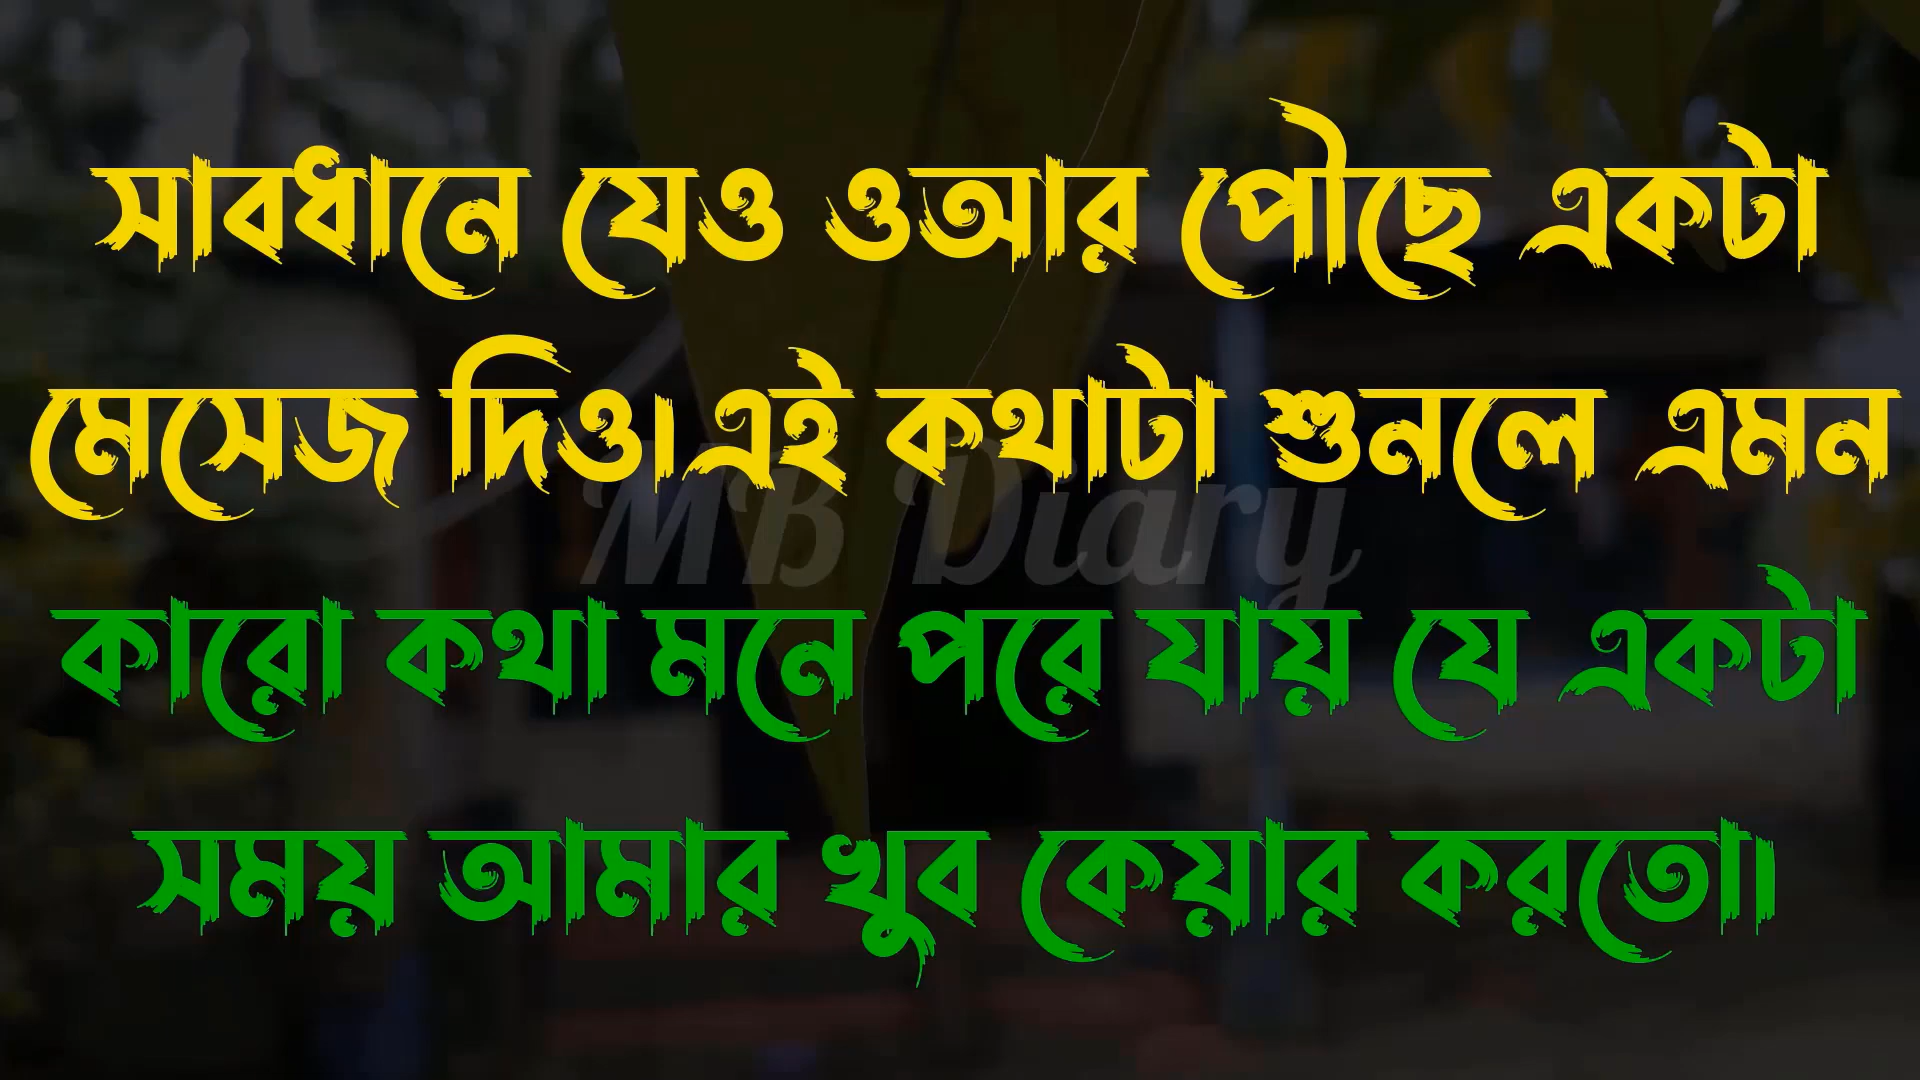 সাবধানে যেও ওআর পৌছে একটা
মেসেজ দিও।এই কথাটা শুনলে এমন
MB Diary
কারো কথা মনে পরে যায় যে একটা
সময় আমার খুব কেয়ার করতো।